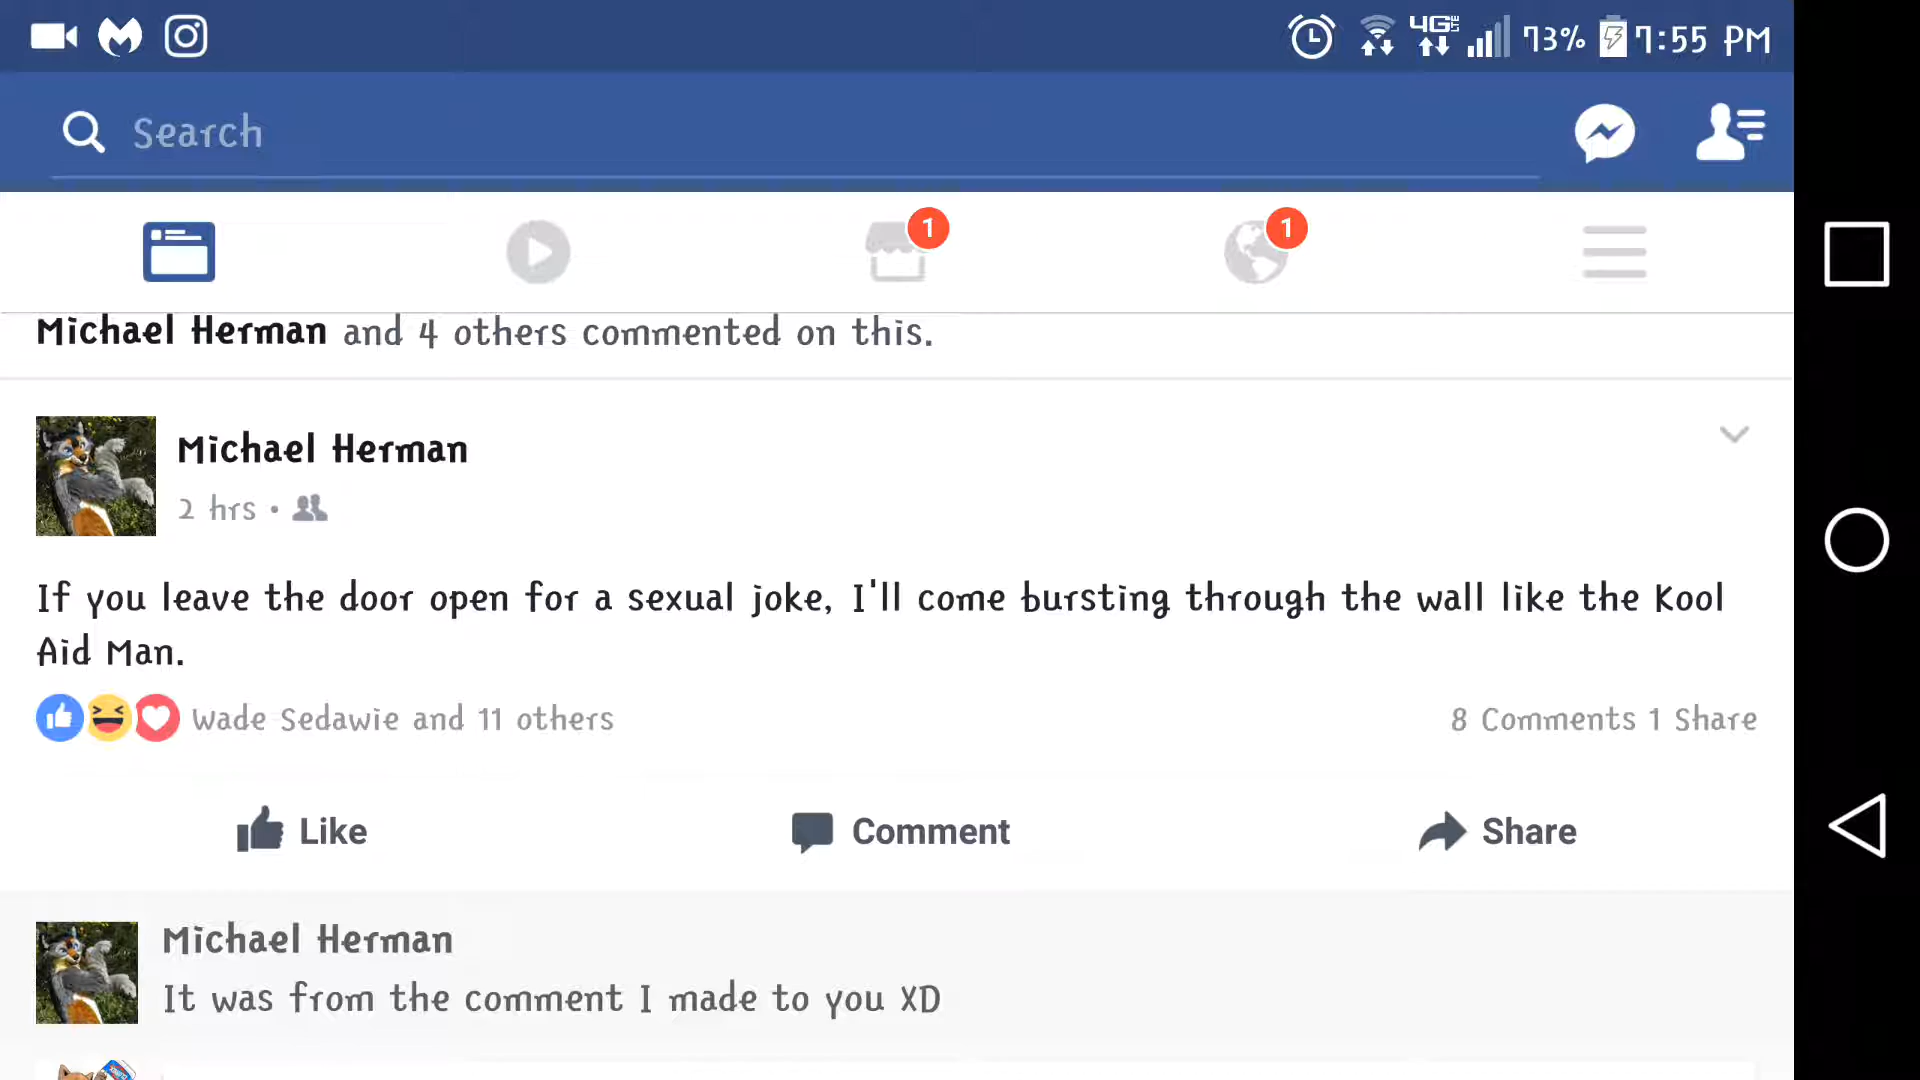 4G LTE 73% 7:55 PM
Search
1 1
Michael Herman and 4 others commented on this.
Michael Herman
2 hrs •
If you leave the door open for a sexual joke, I'll come bursting through the wall like the Kool
Aid Man.
Wade Sedawie and 11 others 8 Comments 1 Share
Like Comment Share
Michael Herman
It was from the comment I made to you XD